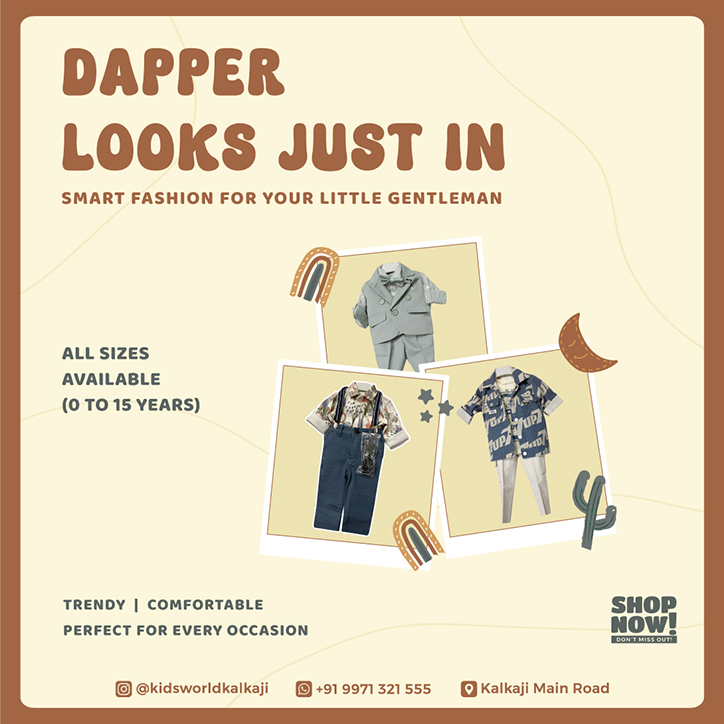 DAPPER
LOOKS JUST IN
SMART FASHION FOR YOUR LITTLE GENTLEMAN
ALL SIZES
AVAILABLE
(0 TO 15 YEARS)
TRENDY | COMFORTABLE
PERFECT FOR EVERY OCCASION
SHOP
NOW!
DON'T MISS OUT!
@kidsworldkalkaji +91 9971 321 555 Kalkaji Main Road